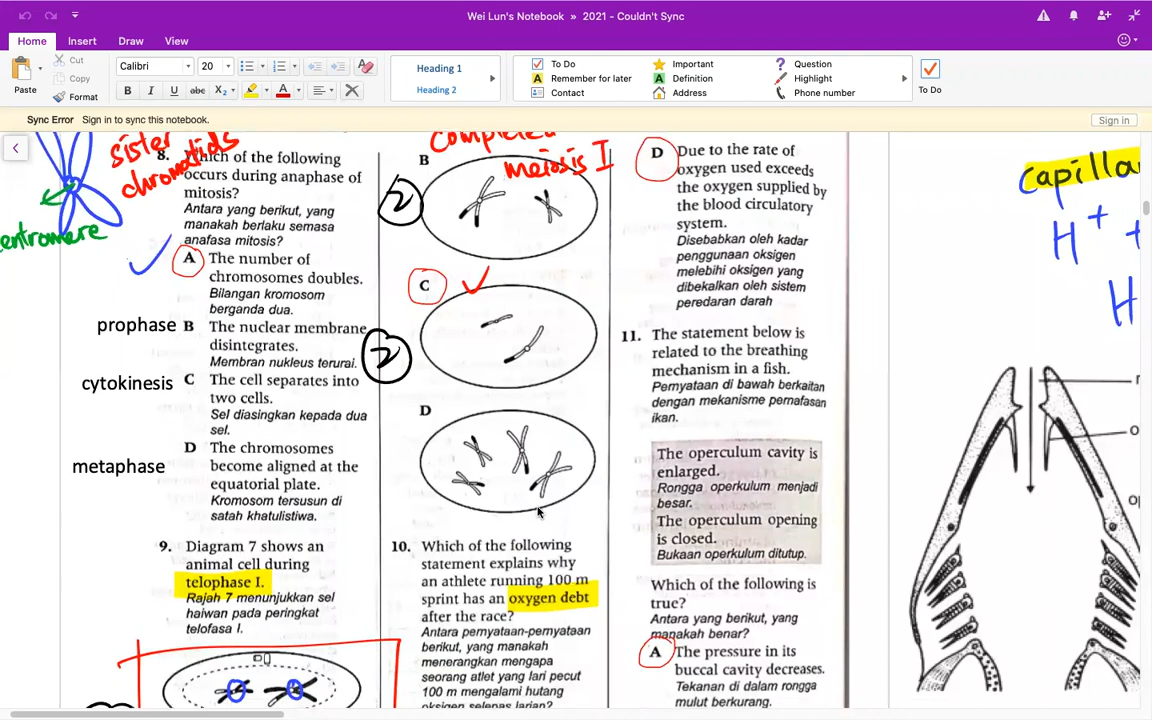 Wei Lun's Notebook » 2021 - Couldn't Sync
Home Insert Draw View
Paste
Cut
Copy
Format
Calibri 20
B I U abc X₂ A
Heading 1
Heading 2
To Do
Remember for later
Contact
Important
Definition
Address
Question
Highlight
Phone number
To Do
Sync Error Sign in to sync this notebook.
Sign in
sister
chromatids
entromere
8. Which of the following
occurs during anaphase of
mitosis?
Antara yang berikut, yang
manakah berlaku semasa
anafasa mitosis?
A The number of
chromosomes doubles.
Bilangan kromosom
berganda dua.
prophase B The nuclear membrane
disintegrates.
Membran nukleus terurai.
cytokinesis C The cell separates into
two cells.
Sel diasingkan kepada dua
sel.
metaphase D The chromosomes
become aligned at the
equatorial plate.
Kromosom tersusun di
satah khatulistiwa.
9. Diagram 7 shows an
animal cell during
telophase I.
Rajah 7 menunjukkan sel
haiwan pada peringkat
telofasa I.
completed
meiosis I
B
2
C
2
D
10. Which of the following
statement explains why
an athlete running 100 m
sprint has an oxygen debt
after the race?
Antara pernyataan-pernyataan
berikut, yang manakah
menerangkan mengapa
seorang atlet yang lari pecut
100 m mengalami hutang
oksigen selepas larian?
D Due to the rate of
oxygen used exceeds
the oxygen supplied by
the blood circulatory
system.
Disebabkan oleh kadar
penggunaan oksigen
melebihi oksigen yang
dibekalkan oleh sistem
peredaran darah
11. The statement below is
related to the breathing
mechanism in a fish.
Pernyataan di bawah berkaitan
dengan mekanisme pernafasan
ikan.
The operculum cavity is
enlarged.
Rongga operkulum menjadi
besar.
The operculum opening
is closed.
Bukaan operkulum ditutup.
Which of the following is
true?
Antara yang berikut, yang
manakah benar?
A The pressure in its
buccal cavity decreases.
Tekanan di dalam rongga
mulut berkurang.
capilla
H⁺ +
H
o
op